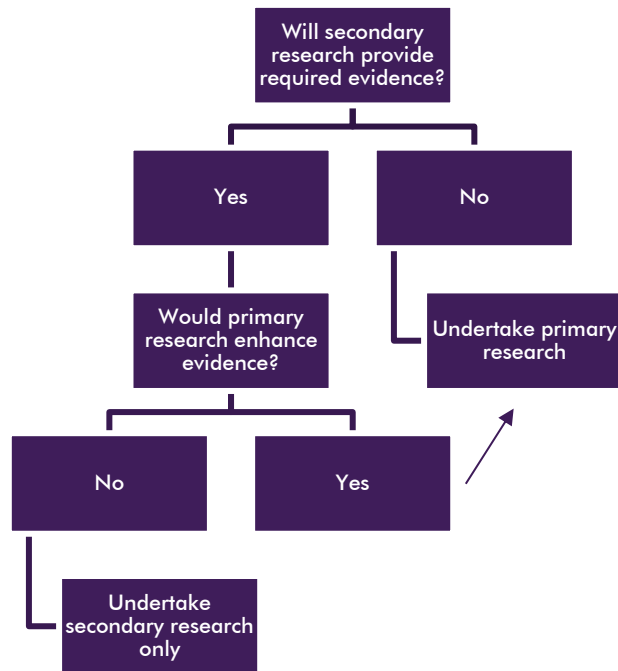 Will secondary
research provide
required evidence?
Yes
No
Would primary
research enhance
evidence?
Undertake primary
research
No
Yes
Undertake
secondary research
only